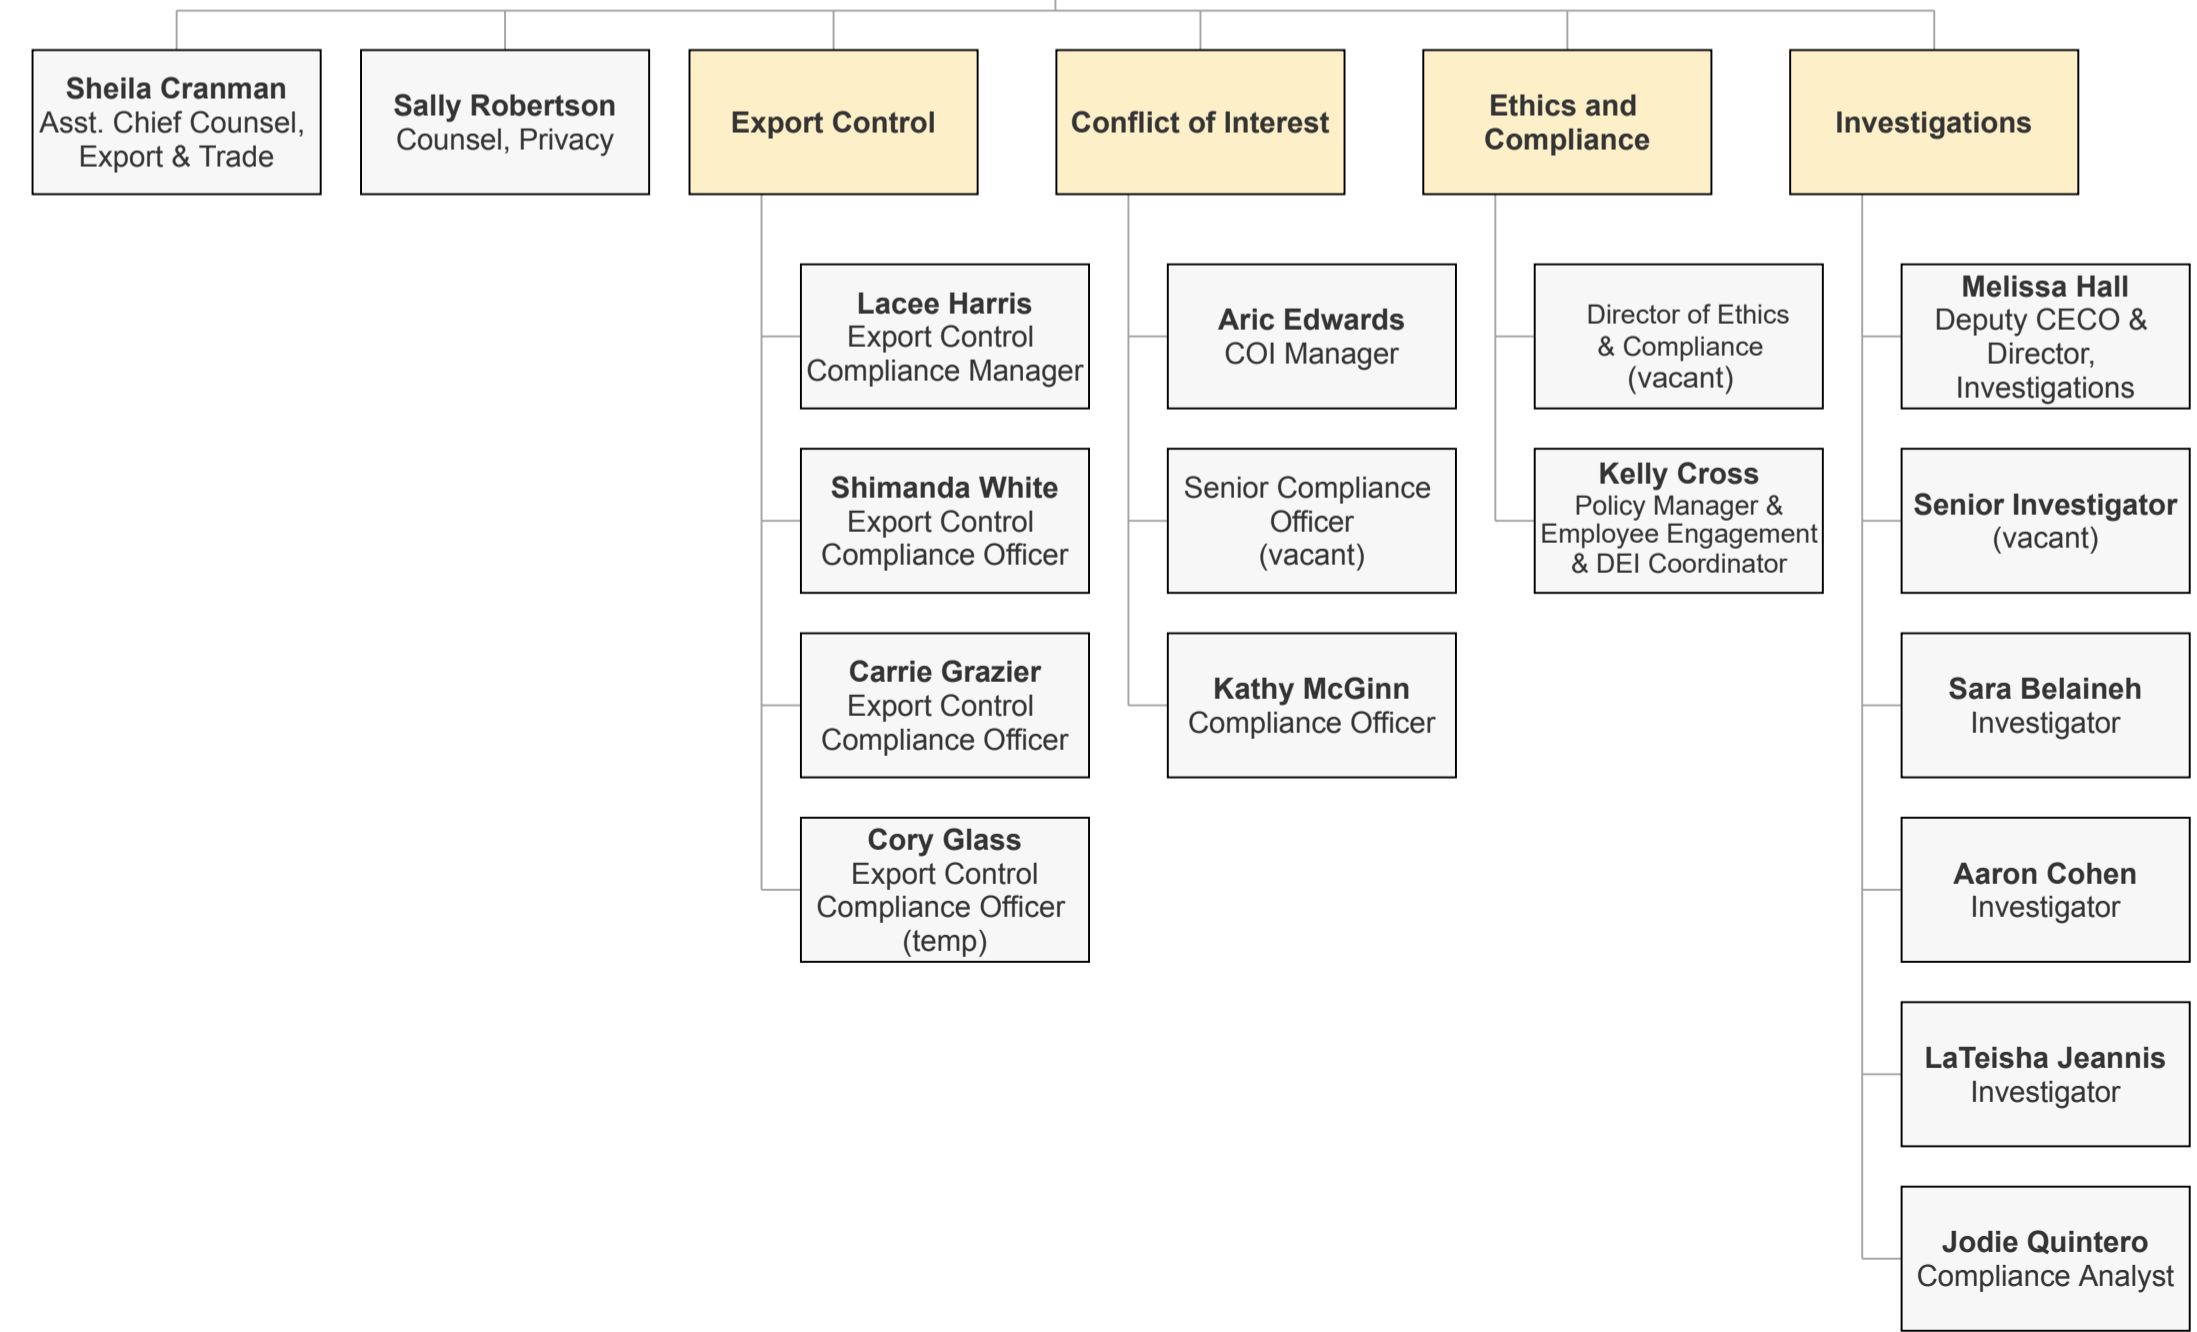 Sheila Cranman
Asst. Chief Counsel,
Export & Trade
Sally Robertson
Counsel, Privacy
Export Control
Conflict of Interest
Ethics and
Compliance
Investigations
Lacee Harris
Export Control
Compliance Manager
Shimanda White
Export Control
Compliance Officer
Carrie Grazier
Export Control
Compliance Officer
Cory Glass
Export Control
Compliance Officer
(temp)
Aric Edwards
COI Manager
Senior Compliance
Officer
(vacant)
Kathy McGinn
Compliance Officer
Director of Ethics
& Compliance
(vacant)
Kelly Cross
Policy Manager &
Employee Engagement
& DEI Coordinator
Melissa Hall
Deputy CECO &
Director,
Investigations
Senior Investigator
(vacant)
Sara Belaineh
Investigator
Aaron Cohen
Investigator
LaTeisha Jeannis
Investigator
Jodie Quintero
Compliance Analyst